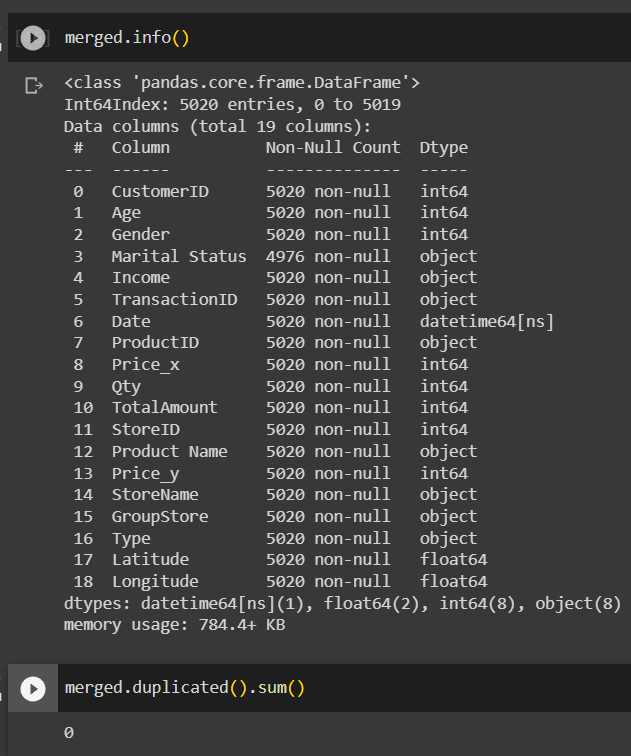 merged.info()
<class 'pandas.core.frame.DataFrame'>
Int64Index: 5020 entries, 0 to 5019
Data columns (total 19 columns):
 #   Column          Non-Null Count  Dtype
---  ------          --------------  -----
 0   CustomerID      5020 non-null   int64
 1   Age             5020 non-null   int64
 2   Gender          5020 non-null   int64
 3   Marital Status  4976 non-null   object
 4   Income          5020 non-null   object
 5   TransactionID   5020 non-null   object
 6   Date            5020 non-null   datetime64[ns]
 7   ProductID       5020 non-null   object
 8   Price_x         5020 non-null   int64
 9   Qty             5020 non-null   int64
 10  TotalAmount     5020 non-null   int64
 11  StoreID         5020 non-null   int64
 12  Product Name    5020 non-null   object
 13  Price_y         5020 non-null   int64
 14  StoreName       5020 non-null   object
 15  GroupStore      5020 non-null   object
 16  Type            5020 non-null   object
 17  Latitude        5020 non-null   float64
 18  Longitude       5020 non-null   float64
dtypes: datetime64[ns](1), float64(2), int64(8), object(8)
memory usage: 784.4+ KB
merged.duplicated().sum()
0